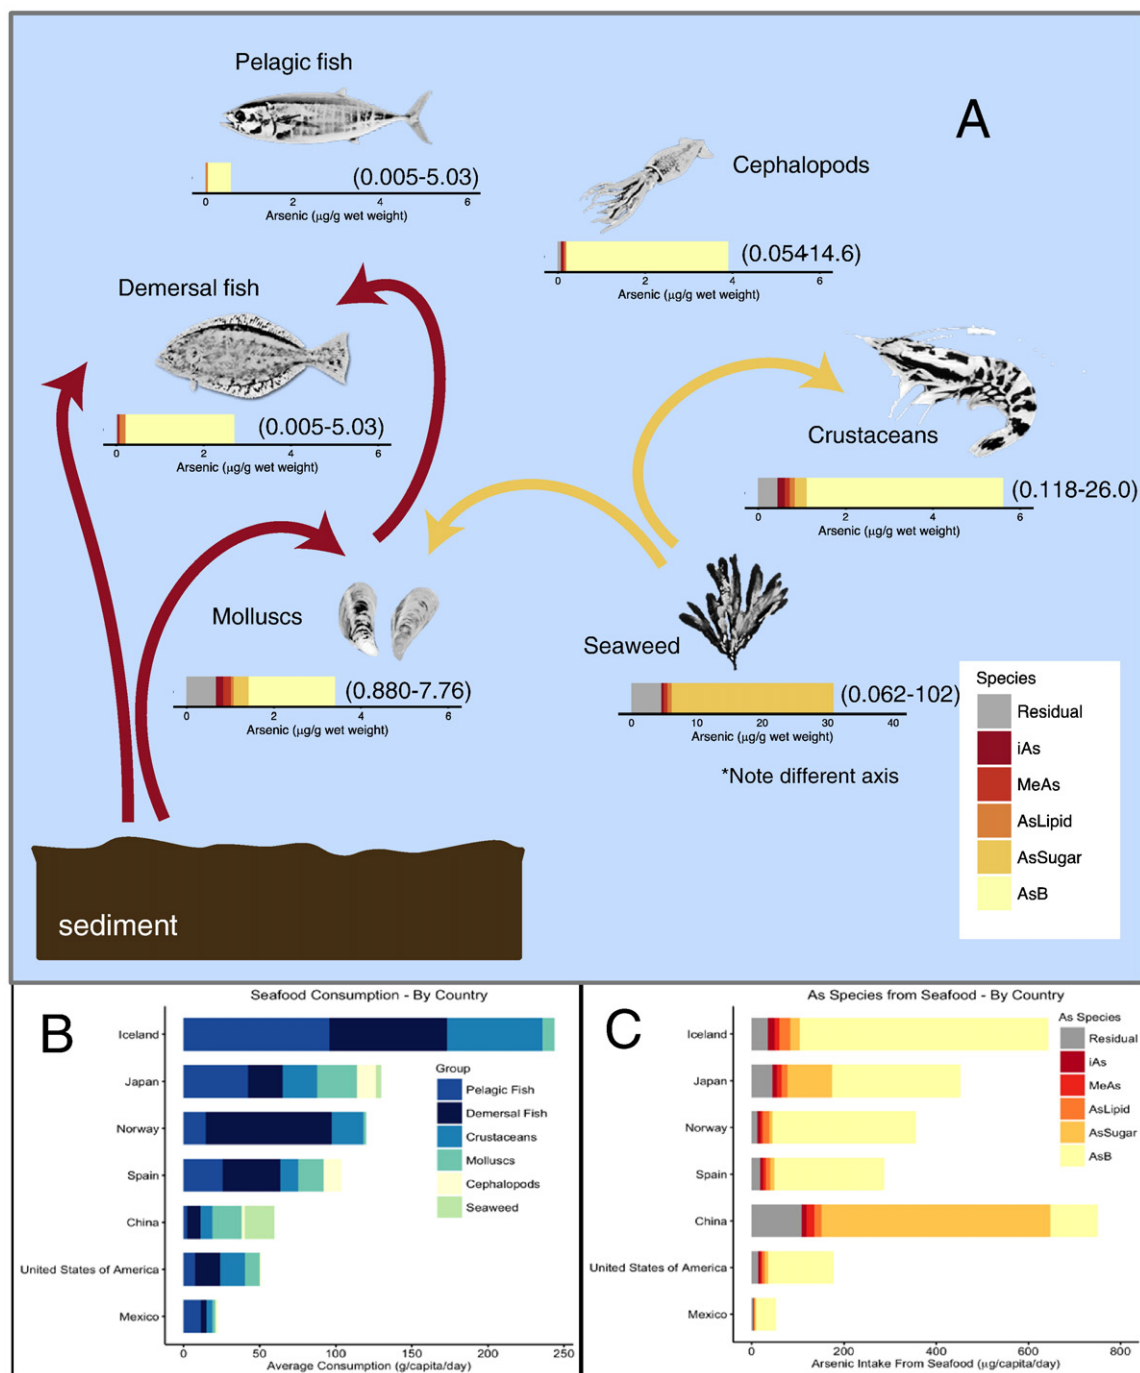 Pelagic fish
A
(0.005-5.03)
0 2 4 6
Arsenic (µg/g wet weight)
Cephalopods
(0.05414.6)
0 2 4 6
Arsenic (µg/g wet weight)
Demersal fish
(0.005-5.03)
0 2 4 6
Arsenic (µg/g wet weight)
Crustaceans
(0.118-26.0)
0 2 4 6
Arsenic (µg/g wet weight)
Molluscs
(0.880-7.76)
0 2 4 6
Arsenic (µg/g wet weight)
Seaweed
(0.062-102)
0 10 20 30 40
Arsenic (µg/g wet weight)
*Note different axis
Species
Residual
iAs
MeAs
AsLipid
AsSugar
AsB
sediment
Seafood Consumption - By Country
B
Iceland
Japan
Norway
Spain
China
United States of America
Mexico
Group
Pelagic Fish
Demersal Fish
Crustaceans
Molluscs
Cephalopods
Seaweed
0 50 100 150 200 250
Average Consumption (g/capita/day)
As Species from Seafood - By Country
C
Iceland
Japan
Norway
Spain
China
United States of America
Mexico
As Species
Residual
iAs
MeAs
AsLipid
AsSugar
AsB
0 200 400 600 800
Arsenic Intake From Seafood (µg/capita/day)